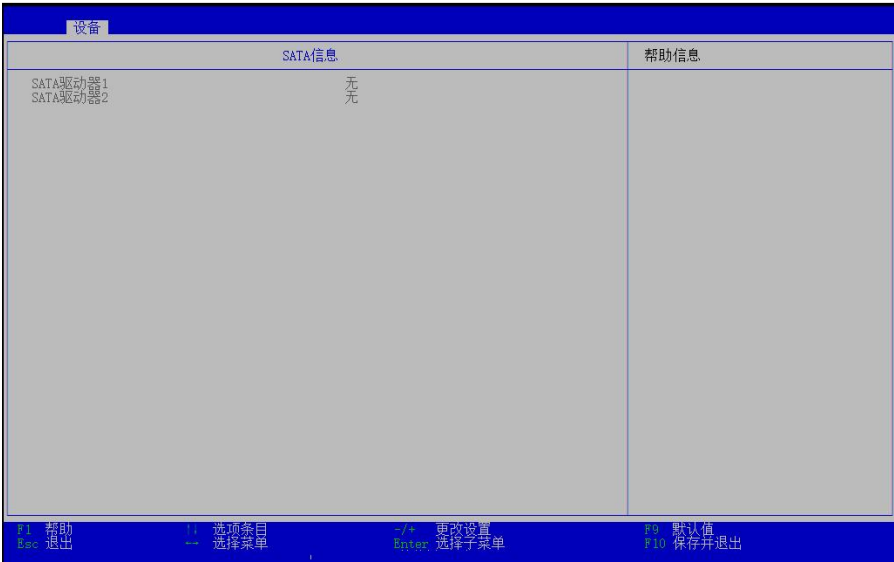 设备
SATA信息 帮助信息
SATA驱动器1 无
SATA驱动器2 无
F1 帮助 ↑↓ 选项条目 -/+ 更改设置 F9 默认值
Esc 退出 ←→ 选择菜单 Enter 选择子菜单 F10 保存并退出